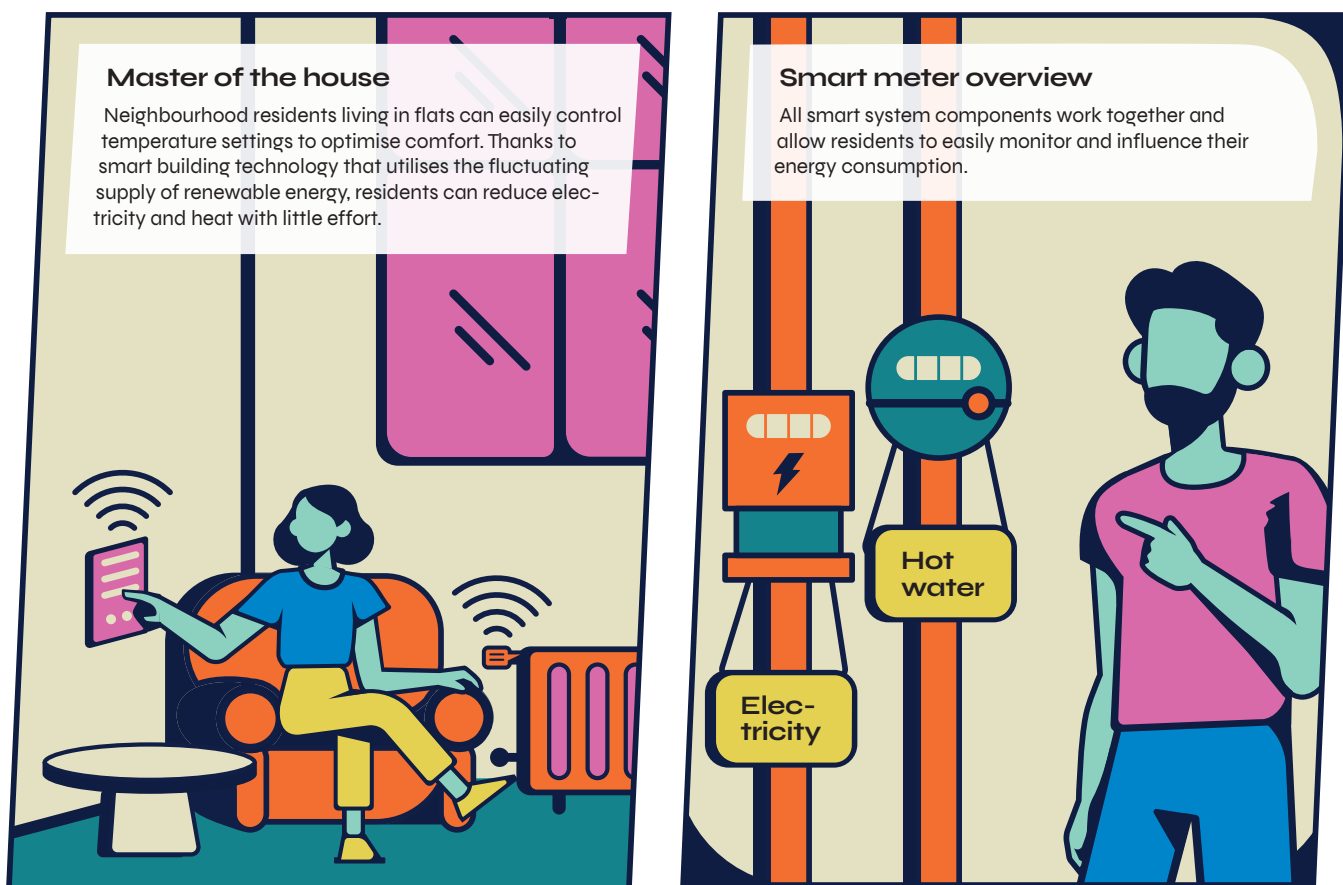 Master of the house
Neighbourhood residents living in flats can easily control
temperature settings to optimise comfort. Thanks to
smart building technology that utilises the fluctuating
supply of renewable energy, residents can reduce elec-
tricity and heat with little effort.
Smart meter overview
All smart system components work together and
allow residents to easily monitor and influence their
energy consumption.
Hot
water
Elec-
tricity